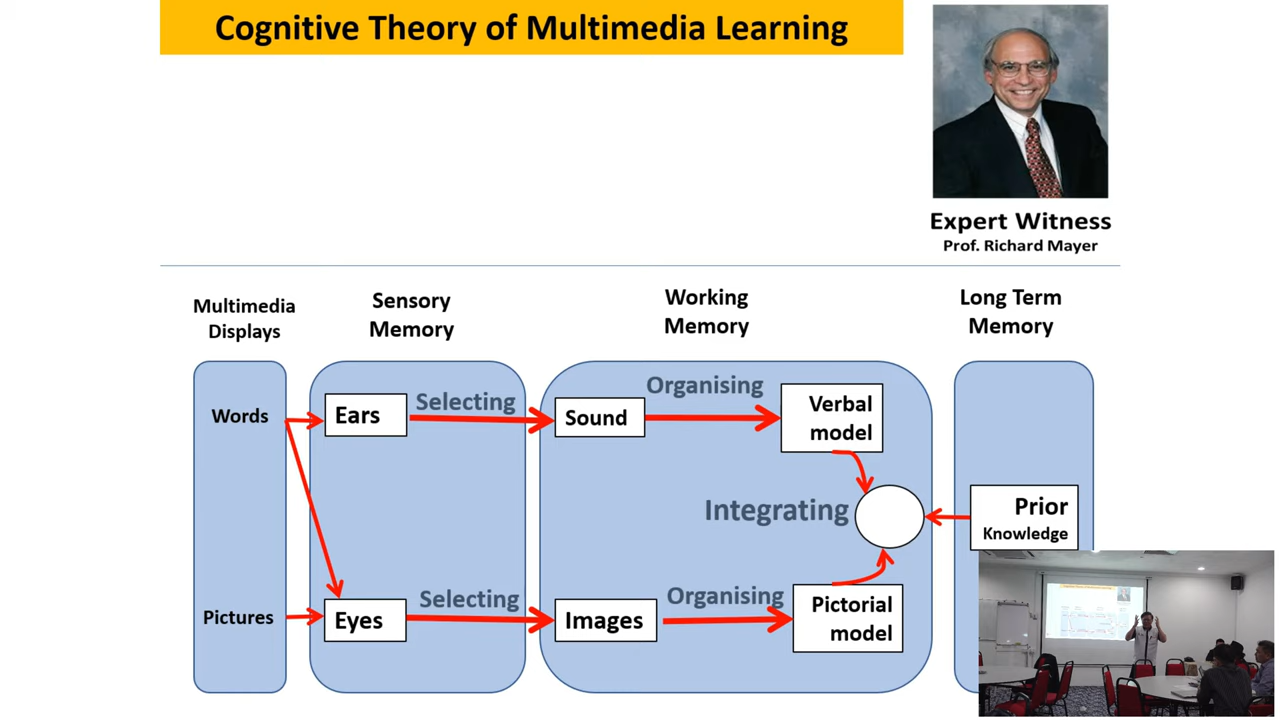 Cognitive Theory of Multimedia Learning
Expert Witness
Prof. Richard Mayer
Multimedia
Displays
Sensory
Memory
Working
Memory
Long Term
Memory
Words
Ears
Selecting
Sound
Organising
Verbal
model
Integrating
Prior
Knowledge
Pictures
Eyes
Selecting
Images
Organising
Pictorial
model